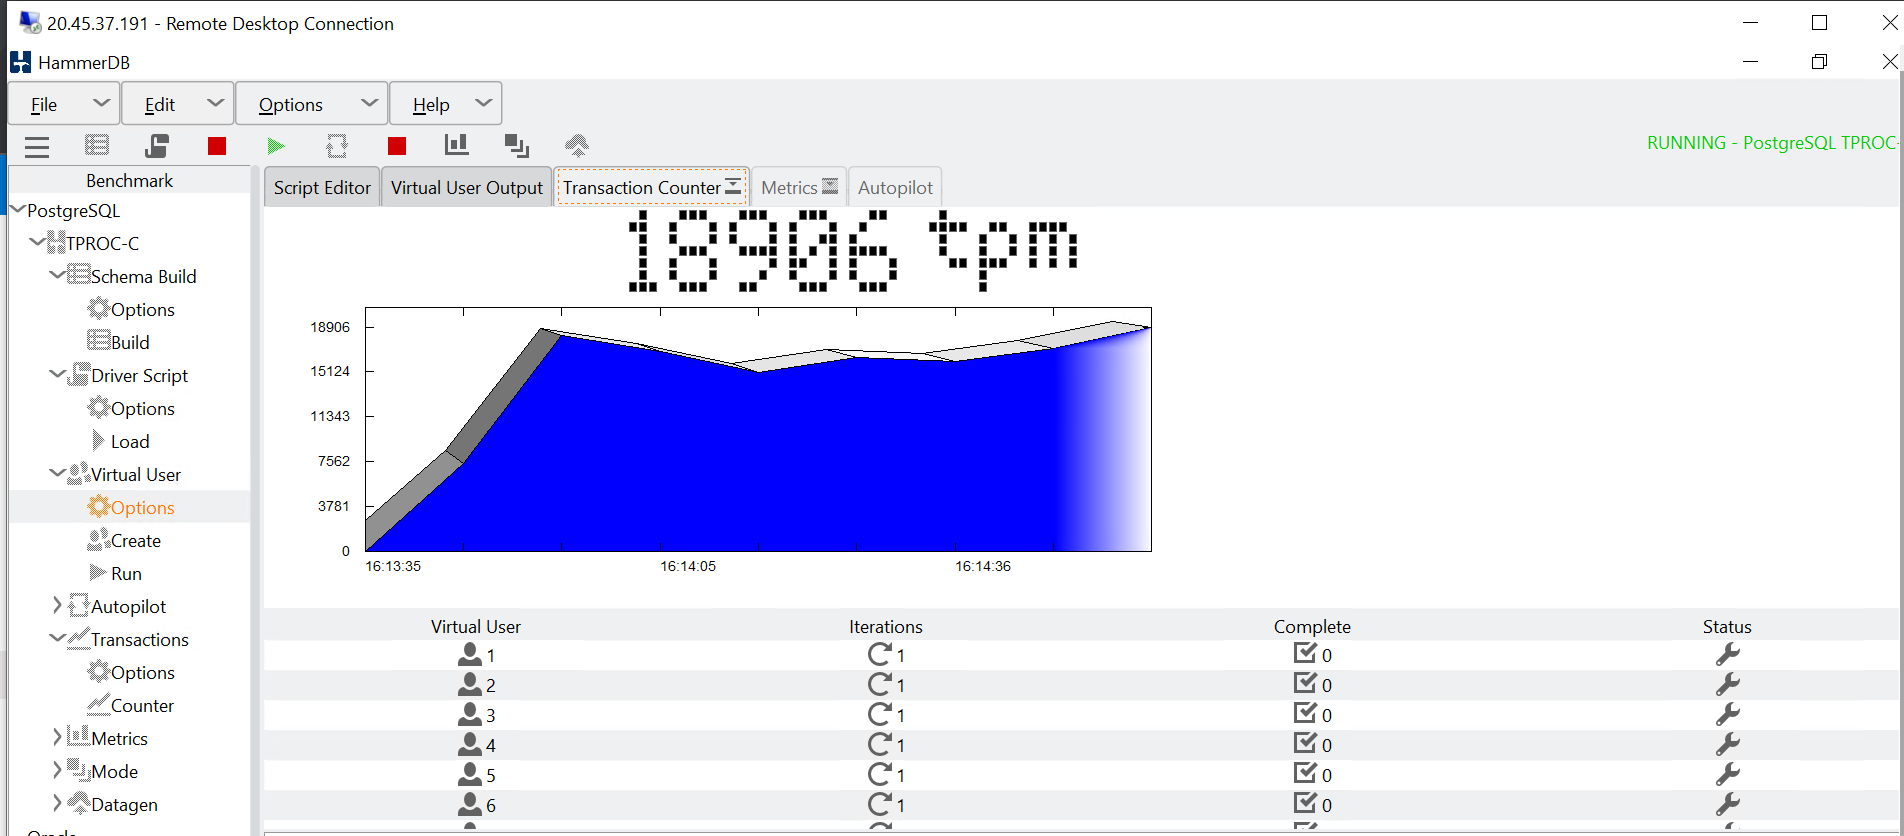 20.45.37.191 - Remote Desktop Connection
HammerDB
File Edit Options Help
RUNNING - PostgreSQL TPROC-
Benchmark
Script Editor Virtual User Output Transaction Counter Metrics Autopilot
PostgreSQL
TPROC-C
Schema Build
Options
Build
Driver Script
Options
Load
Virtual User
Options
Create
Run
Autopilot
Transactions
Options
Counter
Metrics
Mode
Datagen
Oracle
18906 tpm
18906
15124
11343
7562
3781
0
16:13:35 16:14:05 16:14:36
Virtual User Iterations Complete Status
1 1 0
2 1 0
3 1 0
4 1 0
5 1 0
6 1 0